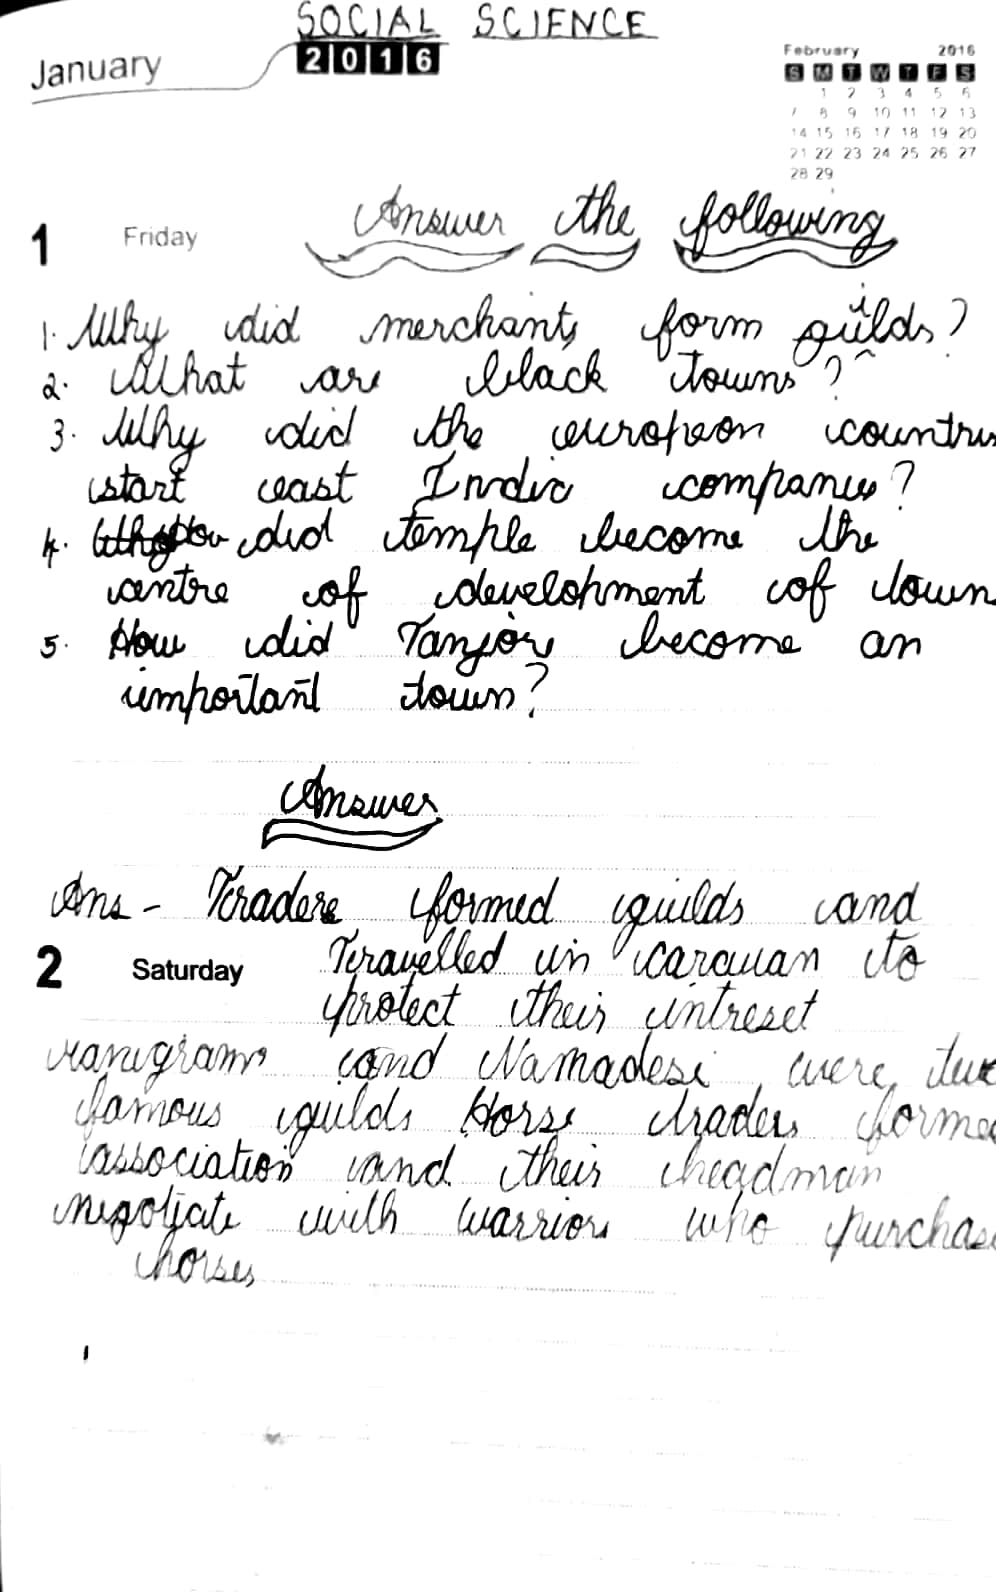 SOCIAL SCIENCE
January 2016
February 2016
S M T W T F S
1 2 3 4 5 6
7 8 9 10 11 12 13
14 15 16 17 18 19 20
21 22 23 24 25 26 27
28 29
1 Friday
Answer the following
1. Why did merchants form guilds?
2. What are black towns?
3. Why did the europeon countries
start east India companies?
4. How did temple become the
centre of development of town
5. How did Tanjore become an
important town?
Answer
Ans - Traders formed guilds and
2 Saturday Travelled in caravan to
protect their intreset
manigrams and Namadesi were two
famous guilds Horse traders formed
association and their headman
negotiate with warriors who purchase
horses